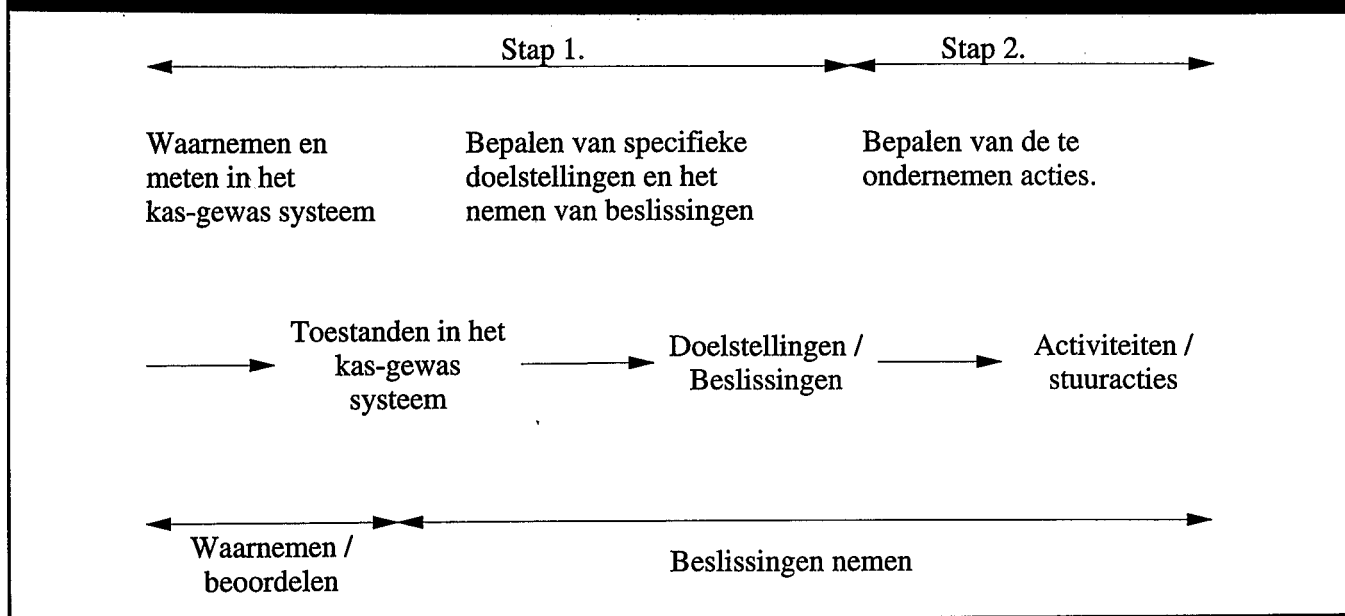 Stap 1.
Stap 2.
Waarnemen en
meten in het
kas-gewas systeem
Bepalen van specifieke
doelstellingen en het
nemen van beslissingen
Bepalen van de te
ondernemen acties.
Toestanden in het
kas-gewas
systeem
Doelstellingen /
Beslissingen
Activiteiten /
stuuracties
Waarnemen /
beoordelen
Beslissingen nemen